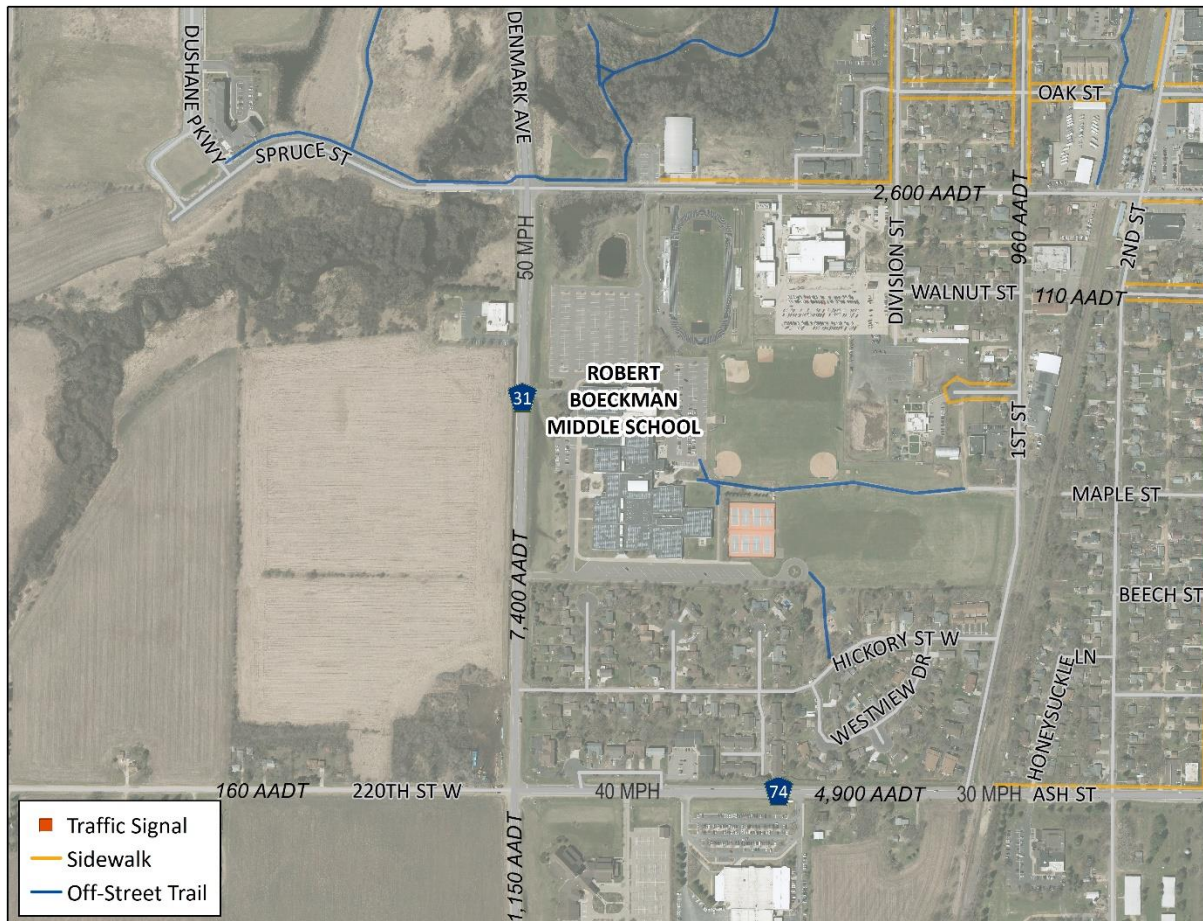 DUSHANE PKWY
DENMARK AVE
OAK ST
SPRUCE ST
2,600 AADT
960 AADT
2ND ST
50 MPH
DIVISION ST
WALNUT ST
110 AADT
ROBERT
BOECKMAN
MIDDLE SCHOOL
31
1ST ST
MAPLE ST
7,400 AADT
BEECH ST
HICKORY ST W
WESTVIEW DR
HONEYSUCKLE LN
160 AADT
220TH ST W
40 MPH
74
4,900 AADT
30 MPH
ASH ST
1,150 AADT
Traffic Signal
Sidewalk
Off-Street Trail